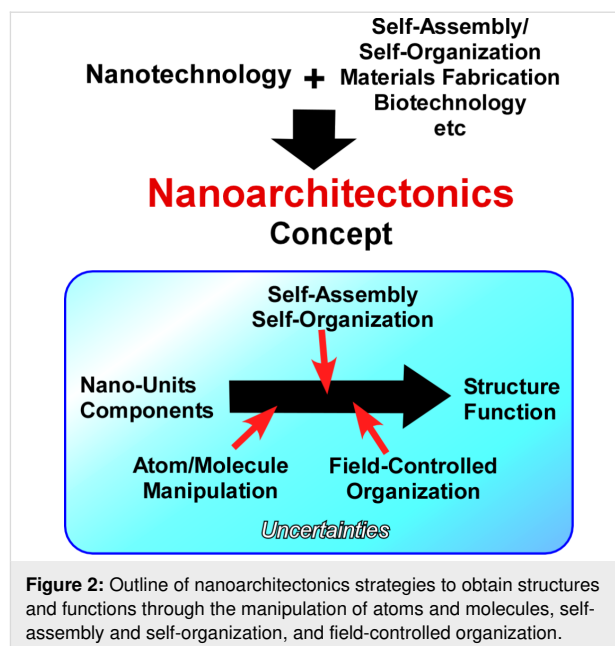 Nanotechnology +
Self-Assembly/
Self-Organization
Materials Fabrication
Biotechnology
etc
Nanoarchitectonics
Concept
Self-Assembly
Self-Organization
Nano-Units
Components
Structure
Function
Atom/Molecule
Manipulation
Field-Controlled
Organization
Uncertainties
Figure 2: Outline of nanoarchitectonics strategies to obtain structures
and functions through the manipulation of atoms and molecules, self-
assembly and self-organization, and field-controlled organization.